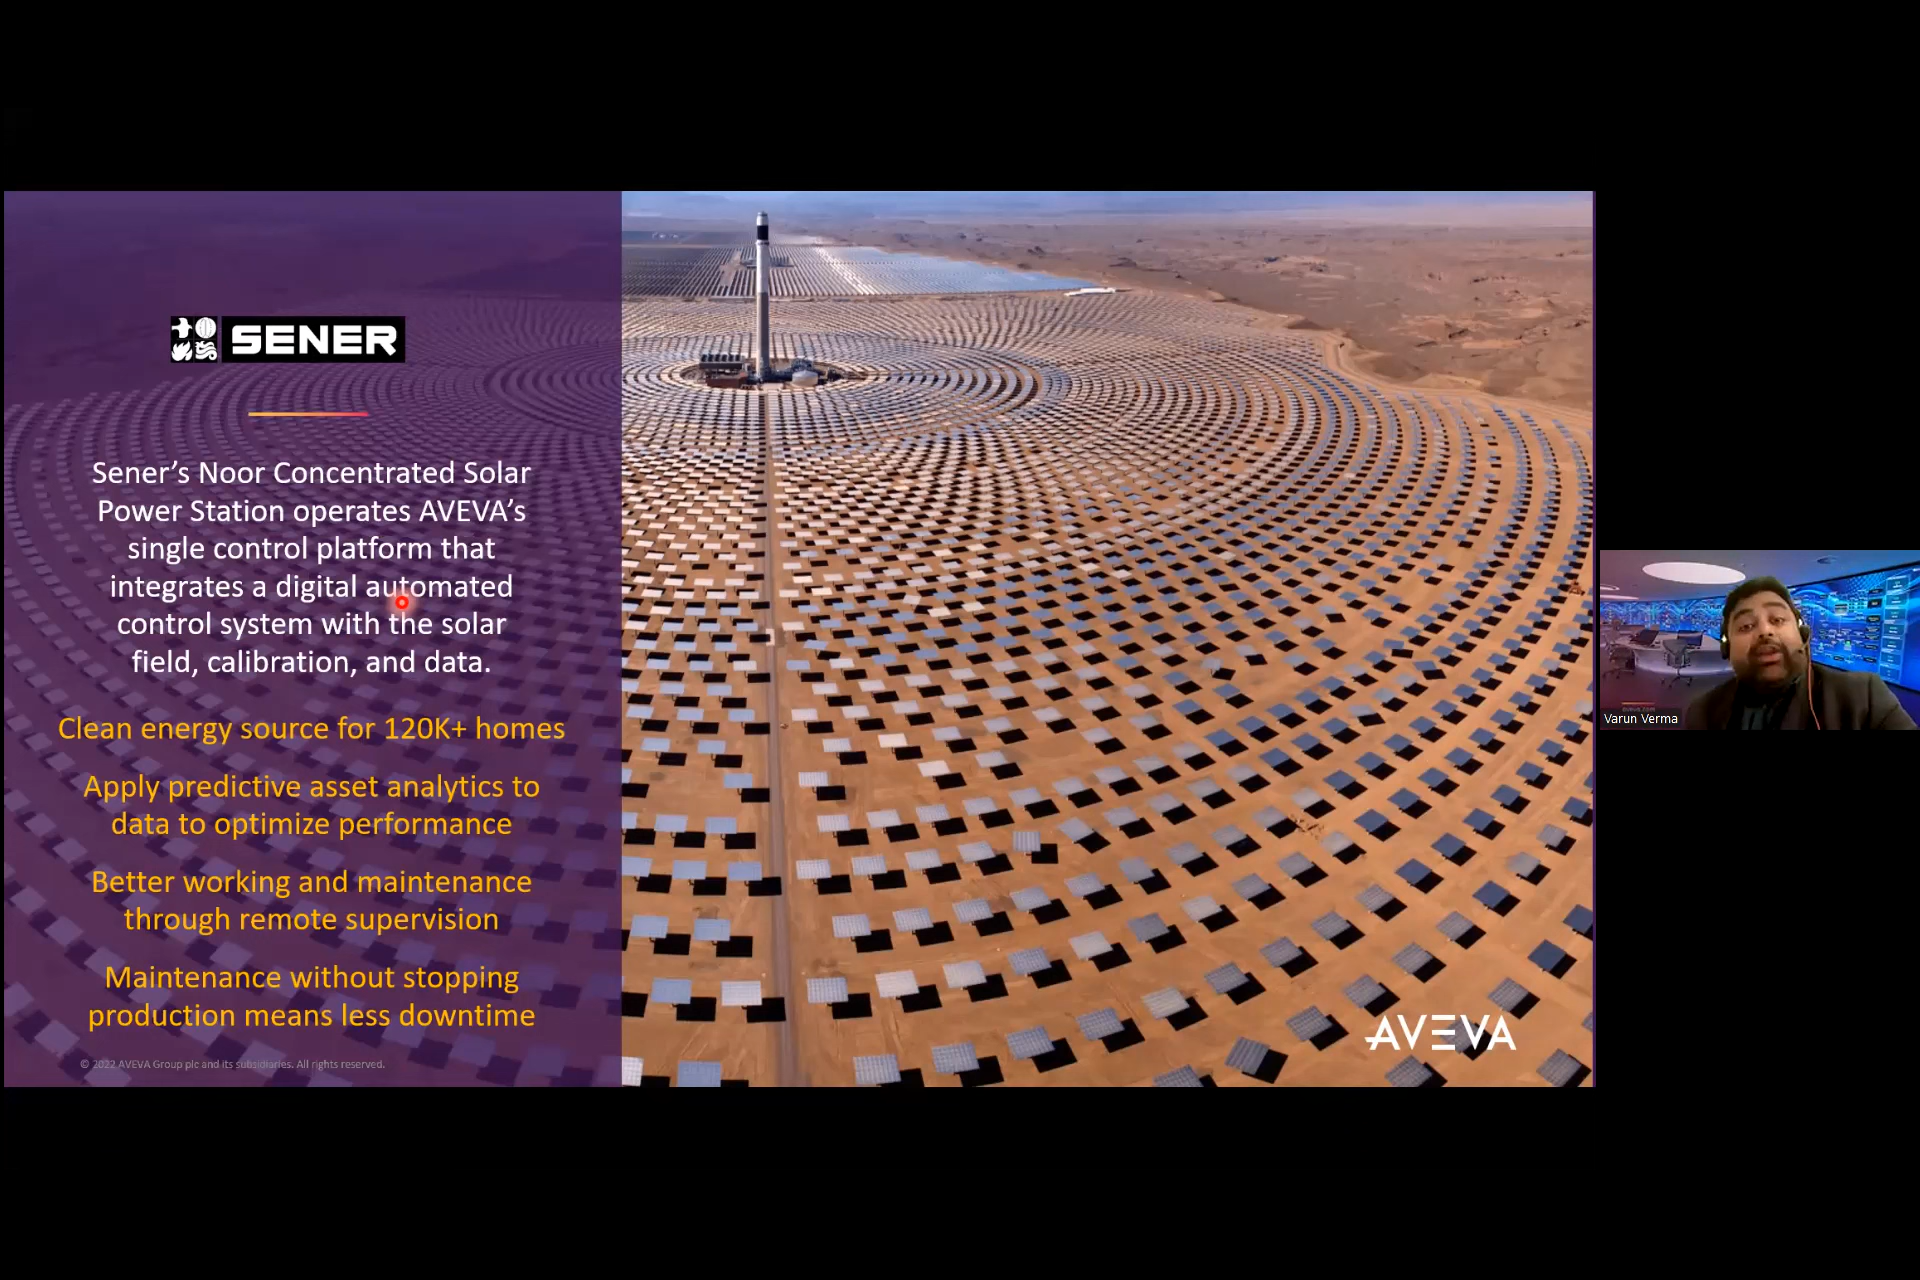 SENER
Sener’s Noor Concentrated Solar
Power Station operates AVEVA’s
single control platform that
integrates a digital automated
control system with the solar
field, calibration, and data.
Clean energy source for 120K+ homes
Apply predictive asset analytics to
data to optimize performance
Better working and maintenance
through remote supervision
Maintenance without stopping
production means less downtime
© 2022 AVEVA Group plc and its subsidiaries. All rights reserved.
AVEVA
Varun Verma